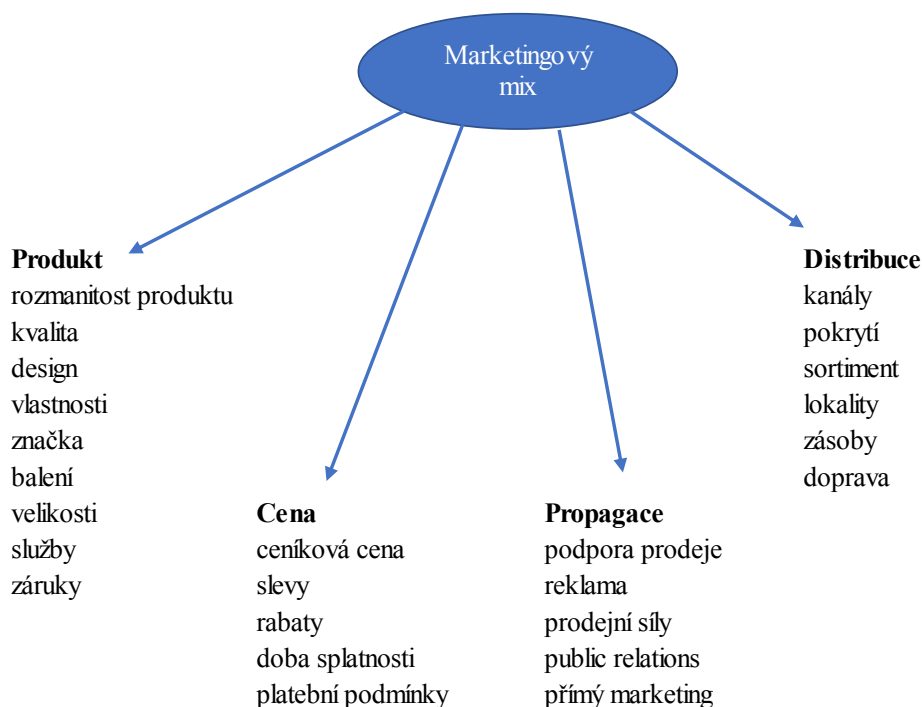 Marketingový
mix
Produkt
rozmanitost produktu
kvalita
design
vlastnosti
značka
balení
velikosti
služby
záruky
Cena
ceníková cena
slevy
rabaty
doba splatnosti
platební podmínky
Propagace
podpora prodeje
reklama
prodejní síly
public relations
přímý marketing
Distribuce
kanály
pokrytí
sortiment
lokality
zásoby
doprava